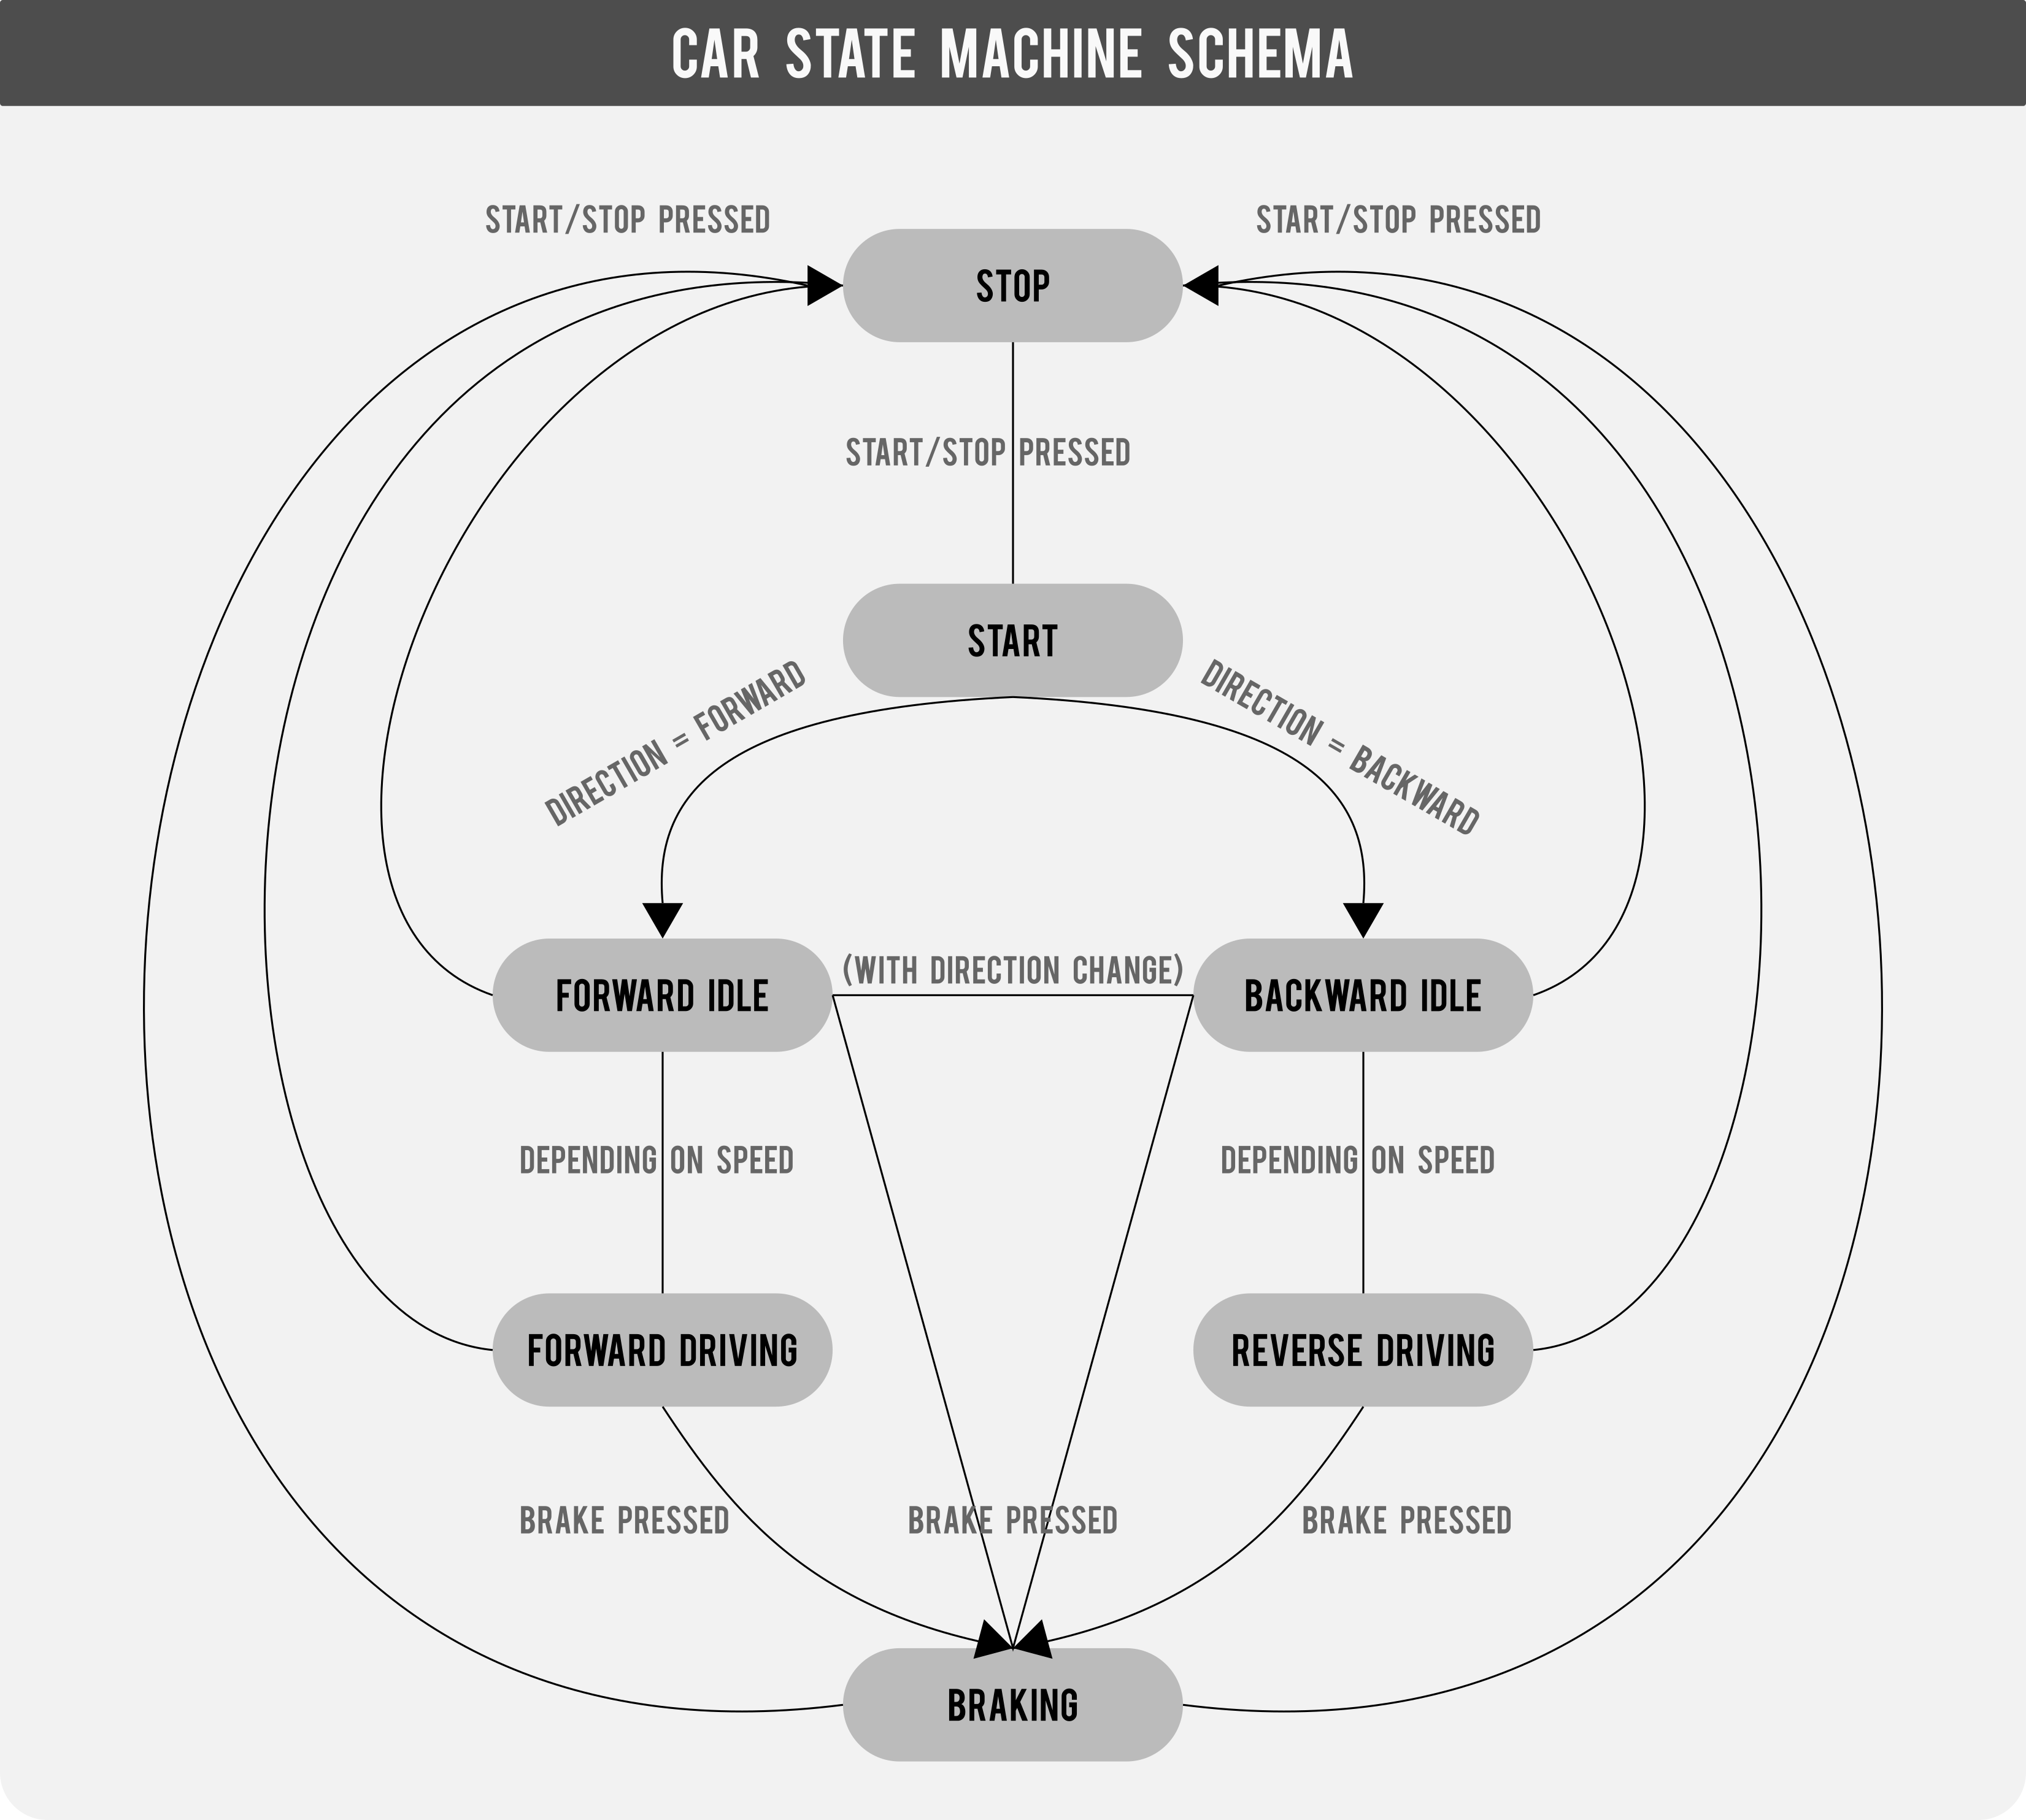 CAR STATE MACHINE SCHEMA
START/STOP PRESSED
START/STOP PRESSED
STOP
START/STOP PRESSED
START
DIRECTION = FORWARD
DIRECTION = BACKWARD
(WITH DIRECTION CHANGE)
FORWARD IDLE
BACKWARD IDLE
DEPENDING ON SPEED
DEPENDING ON SPEED
FORWARD DRIVING
REVERSE DRIVING
BRAKE PRESSED
BRAKE PRESSED
BRAKE PRESSED
BRAKING